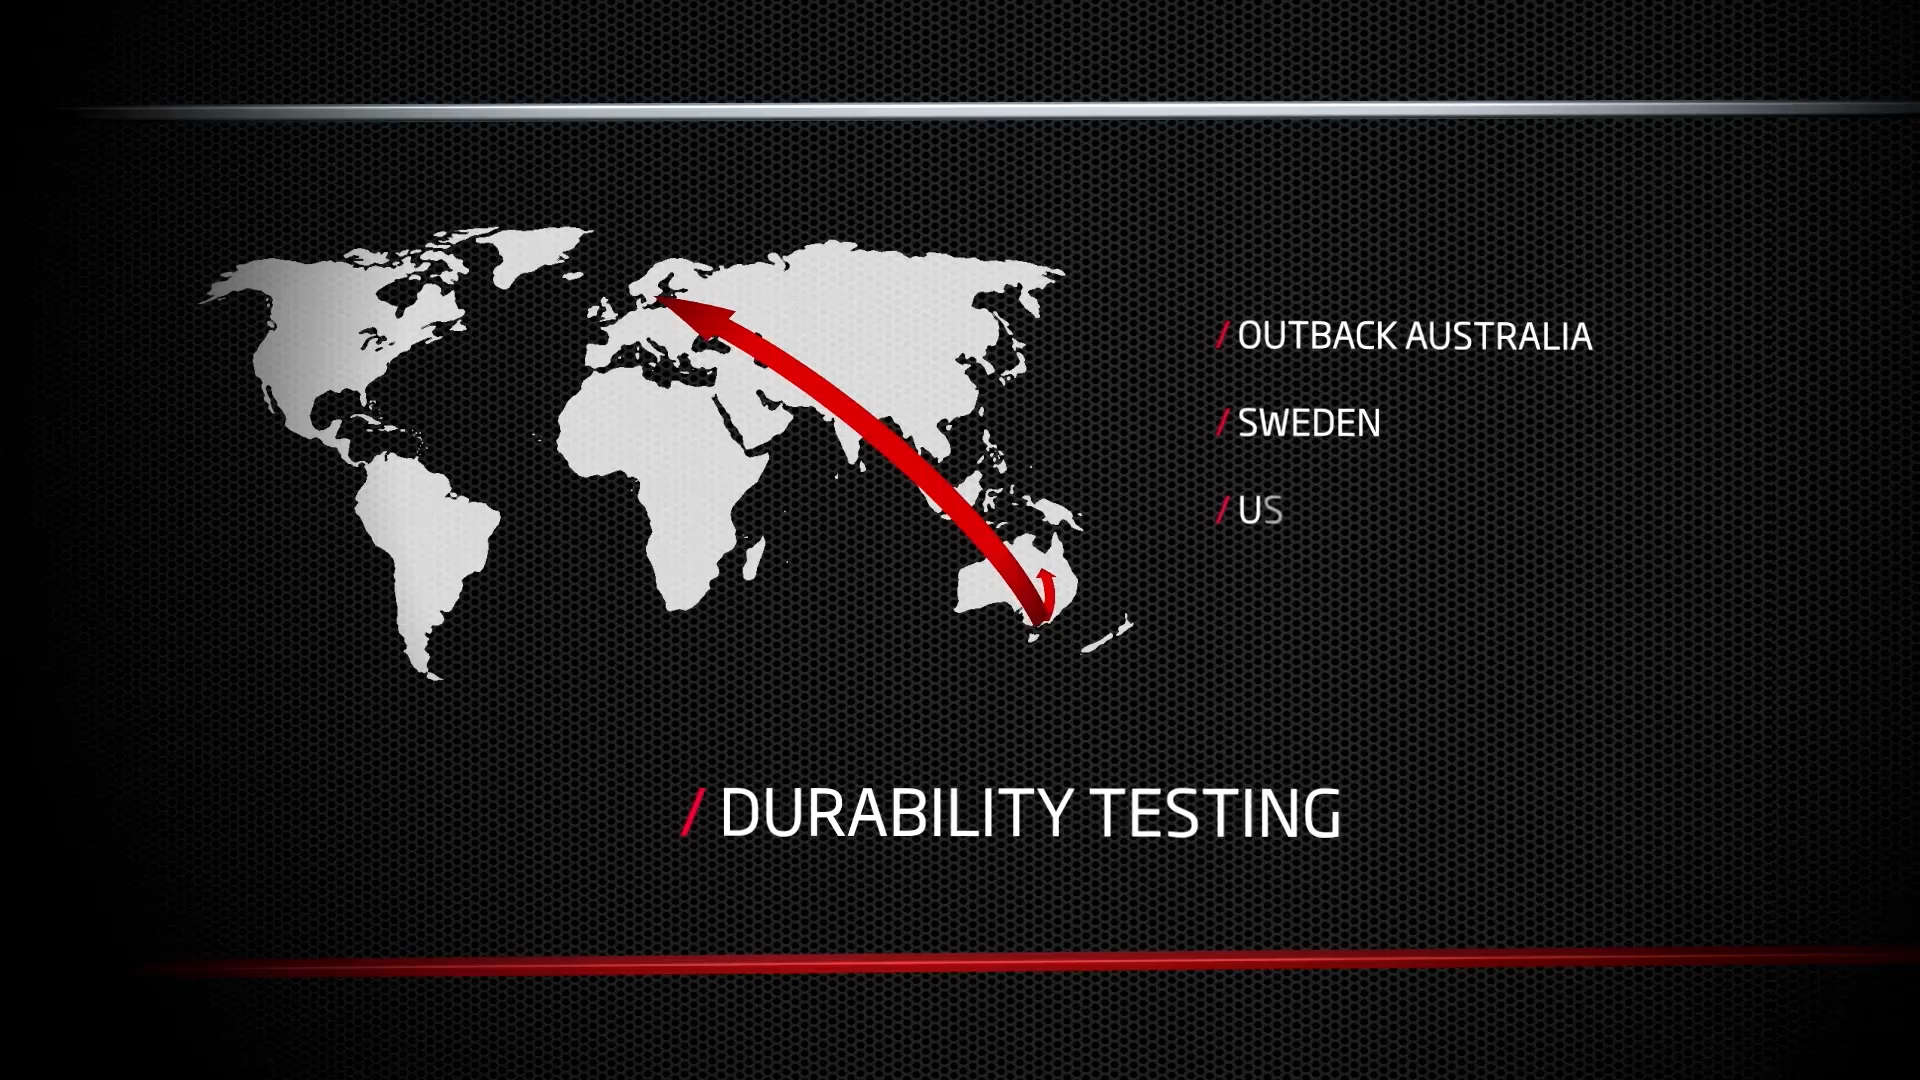 / OUTBACK AUSTRALIA
/ SWEDEN
/ US
/ DURABILITY TESTING